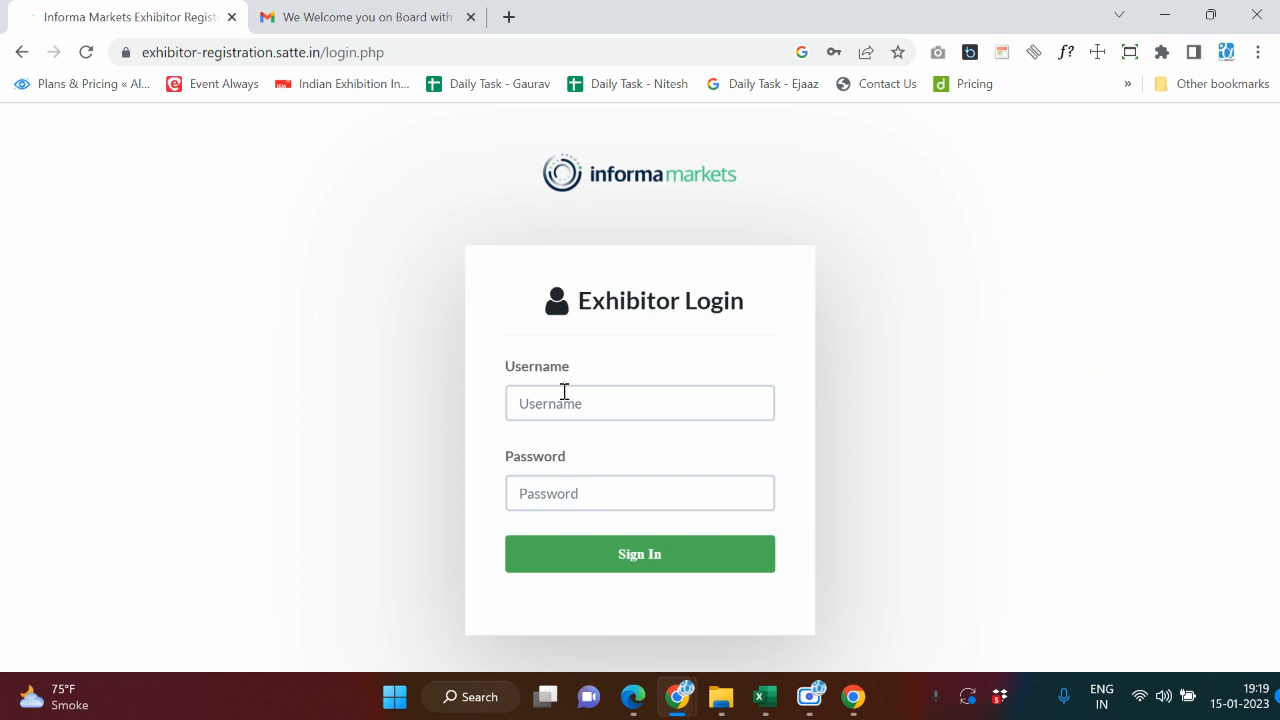 Informa Markets Exhibitor Regist
We Welcome you on Board with
exhibitor-registration.satte.in/login.php
f?
Plans & Pricing « Al...
Event Always
Indian Exhibition In...
Daily Task - Gaurav
Daily Task - Nitesh
Daily Task - Ejaaz
Contact Us
Pricing
»
Other bookmarks
informa markets
Exhibitor Login
Username
Username
Password
Password
Sign In
75°F
Smoke
Search
ENG
IN
19:19
15-01-2023